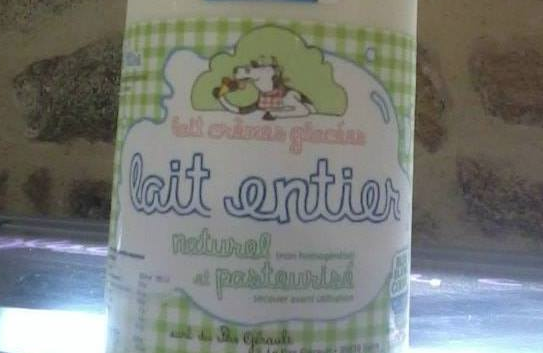 lait crèmes glacées
lait entier
naturel (non homogénéisé)
et pasteurisé
secouer avant utilisation